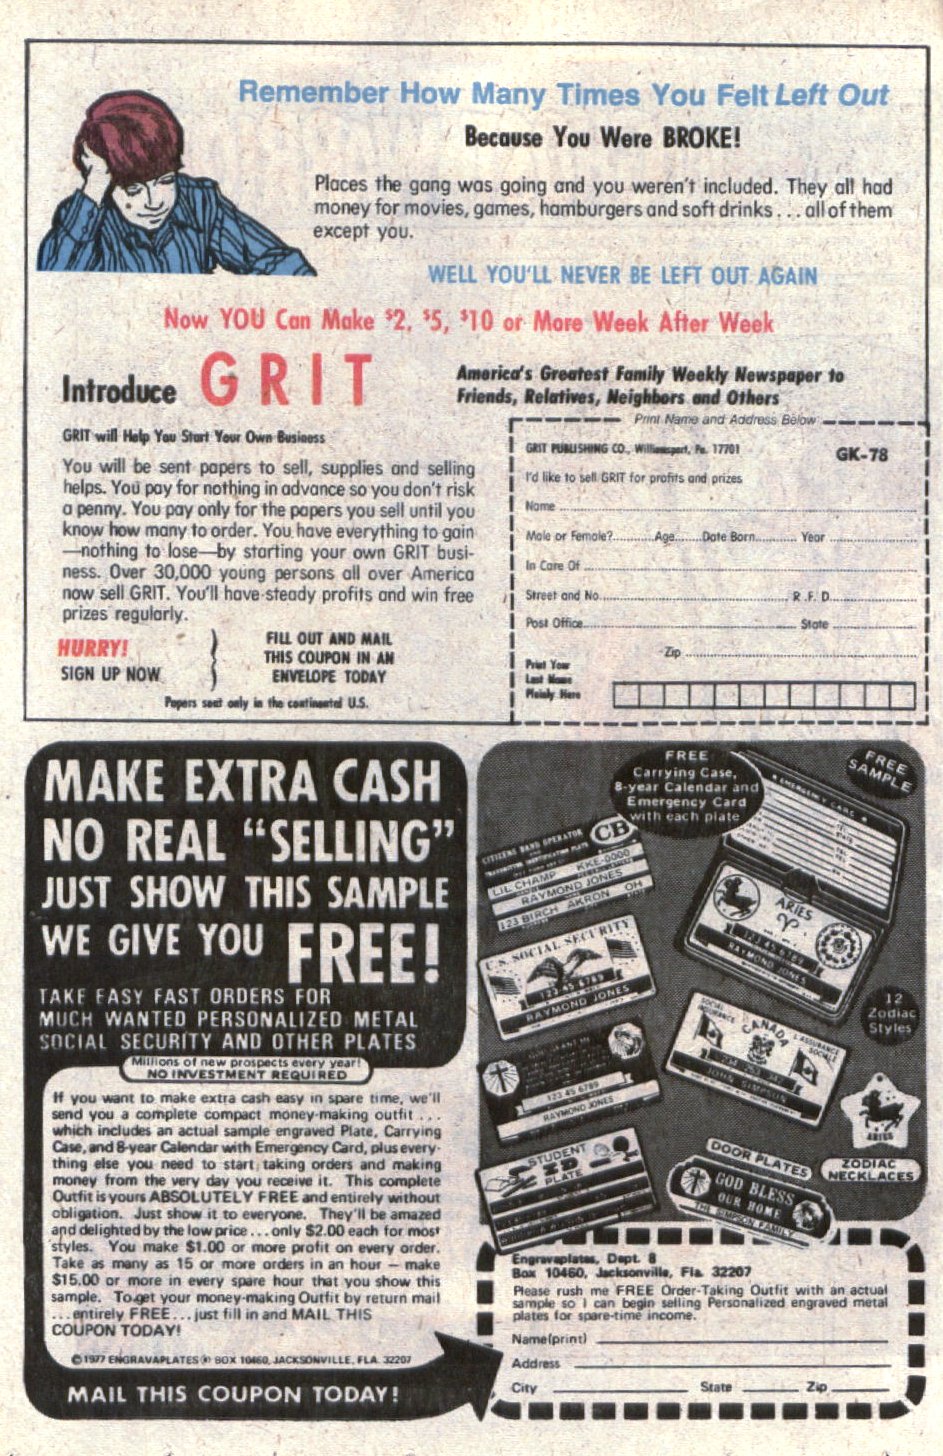 Remember How Many Times You Felt Left Out
Because You Were BROKE!
Places the gang was going and you weren't included. They all had
money for movies, games, hamburgers and soft drinks . . . all of them
except you.
WELL YOU'LL NEVER BE LEFT OUT AGAIN
Now YOU Can Make $2, $5, $10 or More Week After Week
Introduce GRIT
America's Greatest Family Weekly Newspaper to
Friends, Relatives, Neighbors and Others
GRIT will Help You Start Your Own Business
You will be sent papers to sell, supplies and selling
helps. You pay for nothing in advance so you don't risk
a penny. You pay only for the papers you sell until you
know how many to order. You have everything to gain
—nothing to lose—by starting your own GRIT busi-
ness. Over 30,000 young persons all over America
now sell GRIT. You'll have steady profits and win free
prizes regularly.
HURRY!
SIGN UP NOW
FILL OUT AND MAIL
THIS COUPON IN AN
ENVELOPE TODAY
Papers sent only in the continental U.S.
Print Name and Address Below
GRIT PUBLISHING CO., Williamsport, Pa. 17701
GK-78
I'd like to sell GRIT for profits and prizes
Name
Male or Female? Age Date Born Year
In Care Of
Street and No. R.F.D.
Post Office State
Zip
Print Your
Last Name
Plainly Here
MAKE EXTRA CASH
NO REAL "SELLING"
JUST SHOW THIS SAMPLE
WE GIVE YOU FREE!
TAKE EASY FAST ORDERS FOR
MUCH WANTED PERSONALIZED METAL
SOCIAL SECURITY AND OTHER PLATES
Millions of new prospects every year!
NO INVESTMENT REQUIRED
If you want to make extra cash easy in spare time, we'll
send you a complete compact money-making outfit . . .
which includes an actual sample engraved Plate, Carrying
Case, and 8-year Calendar with Emergency Card, plus every-
thing else you need to start taking orders and making
money from the very day you receive it. This complete
Outfit is yours ABSOLUTELY FREE and entirely without
obligation. Just show it to everyone. They'll be amazed
and delighted by the low price . . . only $2.00 each for most
styles. You make $1.00 or more profit on every order.
Take as many as 15 or more orders in an hour — make
$15.00 or more in every spare hour that you show this
sample. To get your money-making Outfit by return mail
. . . entirely FREE . . . just fill in and MAIL THIS
COUPON TODAY!
©1977 ENGRAVAPLATES® BOX 10460, JACKSONVILLE, FLA. 32207
MAIL THIS COUPON TODAY!
FREE
Carrying Case,
8-year Calendar and
Emergency Card
with each plate
FREE
SAMPLE
EMERGENCY CARD
CITIZENS BAND OPERATOR CB
LIL CHAMP KKE-0000
RAYMOND JONES
123 BIRCH AKRON OH
ARIES
123 45 6789
RAYMOND JONES
U.S. SOCIAL SECURITY
123 45 6789
RAYMOND JONES
12
Zodiac
Styles
SOCIAL
INSURANCE
CANADA
L'ASSURANCE
SOCIALE
JOHN SIMPSON
123 45 6789
RAYMOND JONES
ARIES
STUDENT
ID
PLATE
DOOR PLATES
GOD BLESS
OUR HOME
THE SIMPSON FAMILY
ZODIAC
NECKLACES
Engravaplates, Dept. 8
Box 10460, Jacksonville, Fla. 32207
Please rush me FREE Order-Taking Outfit with an actual
sample so I can begin selling Personalized engraved metal
plates for spare-time income.
Name(print)
Address
City State Zip